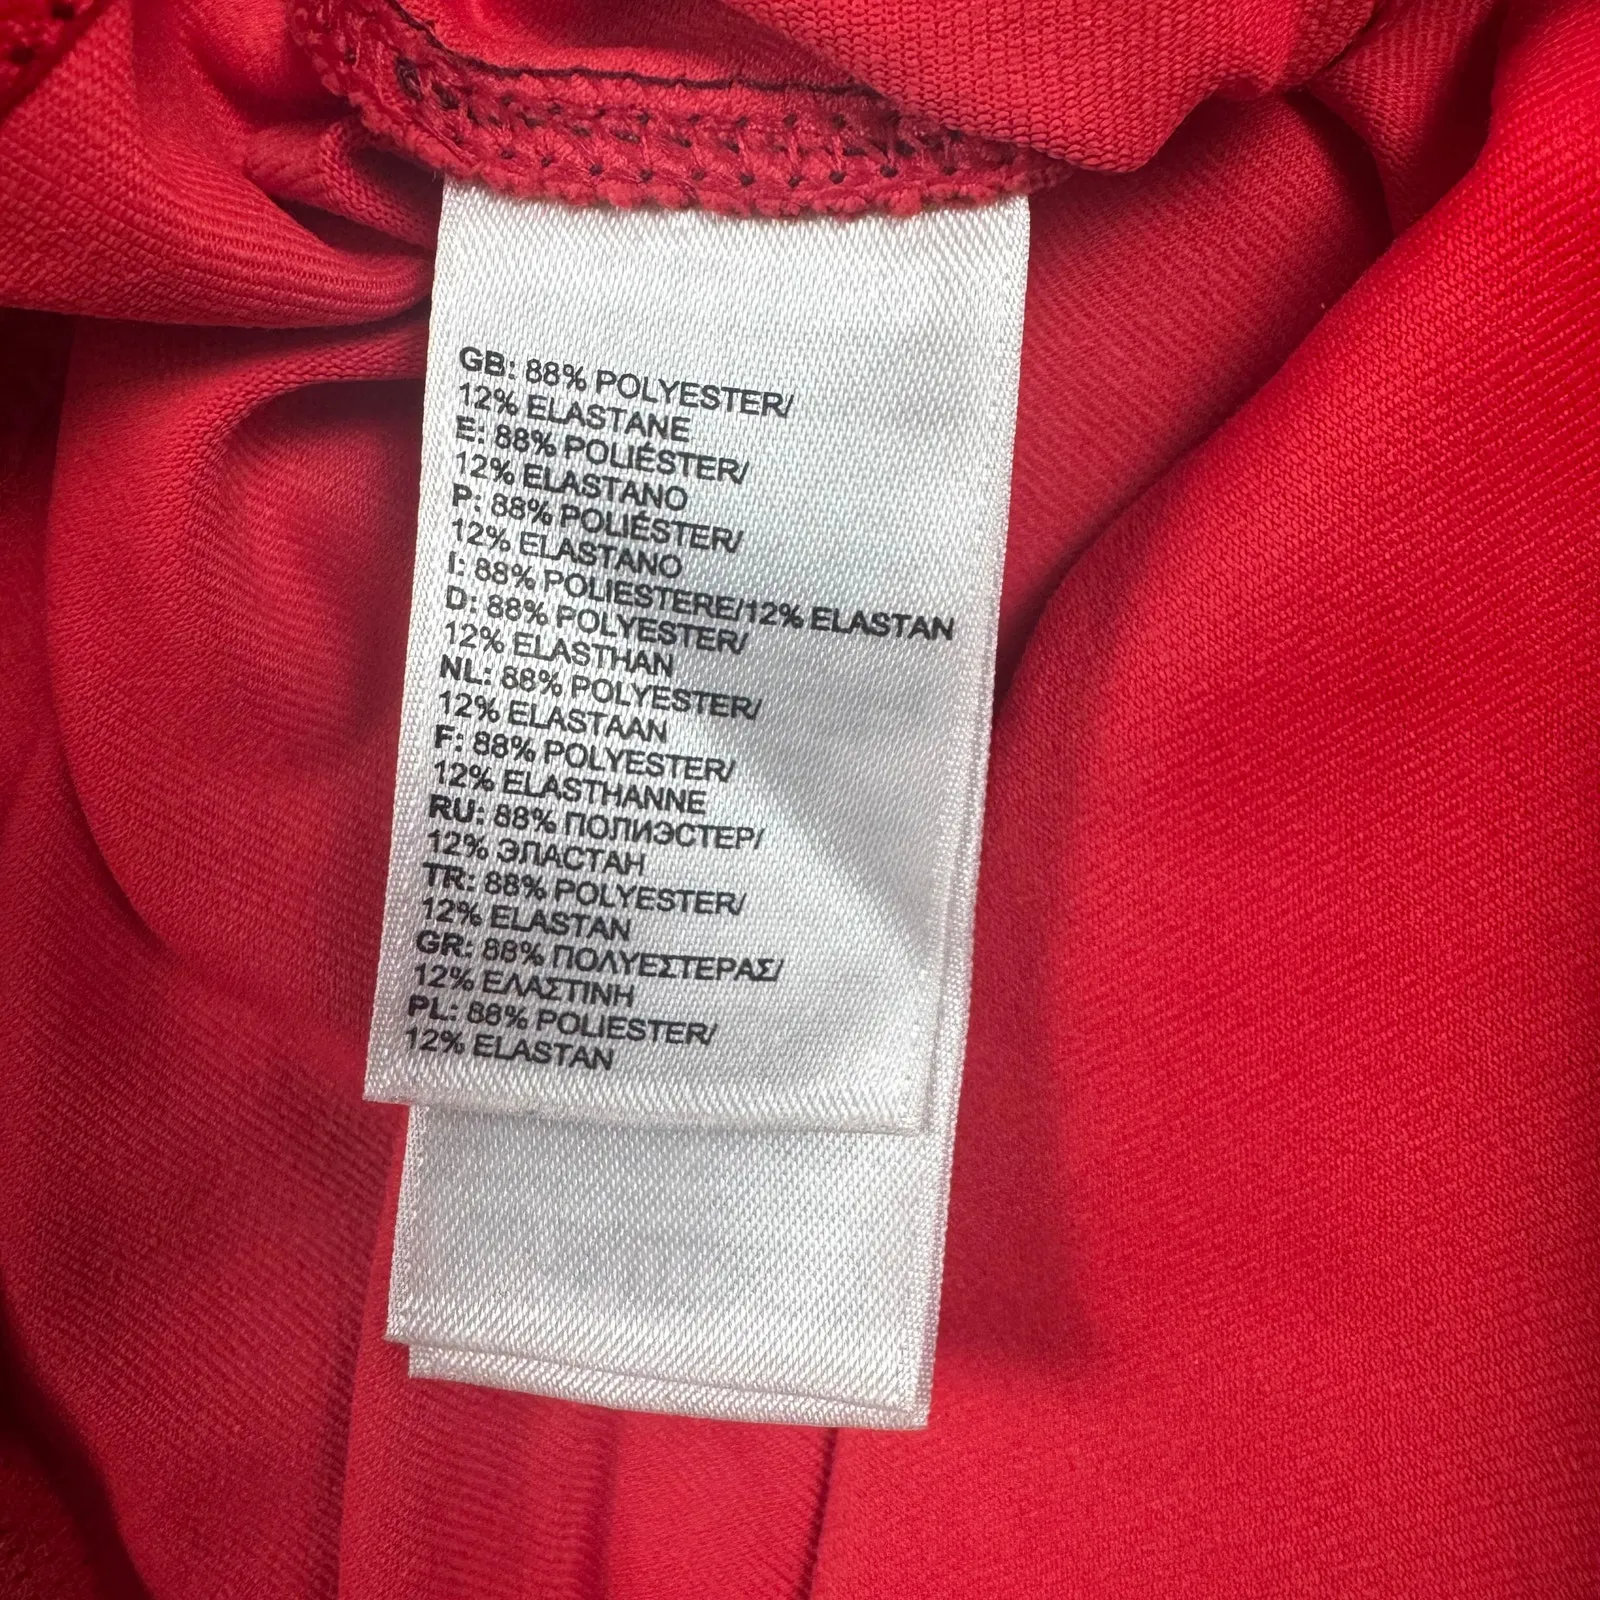 GB: 88% POLYESTER/
12% ELASTANE
E: 88% POLIÉSTER/
12% ELASTANO
P: 88% POLIÉSTER/
12% ELASTANO
I: 88% POLIESTERE/12% ELASTAN
D: 88% POLYESTER/
12% ELASTHAN
NL: 88% POLYESTER/
12% ELASTAAN
F: 88% POLYESTER/
12% ELASTHANNE
RU: 88% ПОЛИЭСТЕР/
12% ЭЛАСТАН
TR: 88% POLYESTER/
12% ELASTAN
GR: 88% ΠΟΛΥΕΣΤΕΡΑΣ/
12% ΕΛΑΣΤΙΝΗ
PL: 88% POLIESTER/
12% ELASTAN